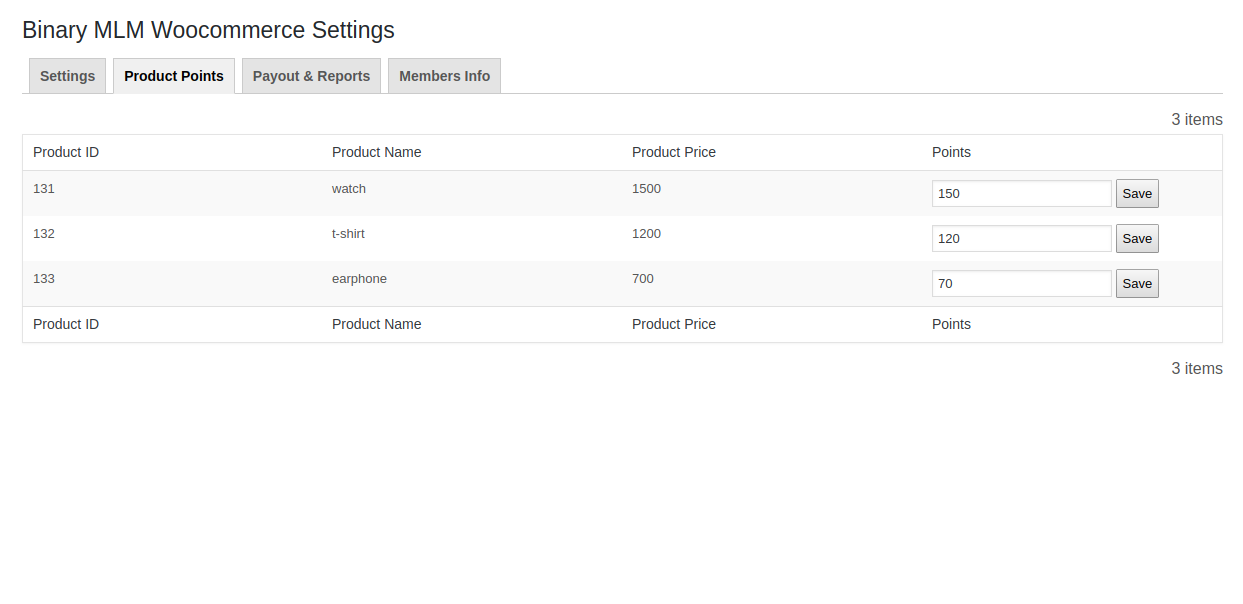 Binary MLM Woocommerce Settings
Settings Product Points Payout & Reports Members Info
3 items
Product ID Product Name Product Price Points
131 watch 1500 150 Save
132 t-shirt 1200 120 Save
133 earphone 700 70 Save
Product ID Product Name Product Price Points
3 items